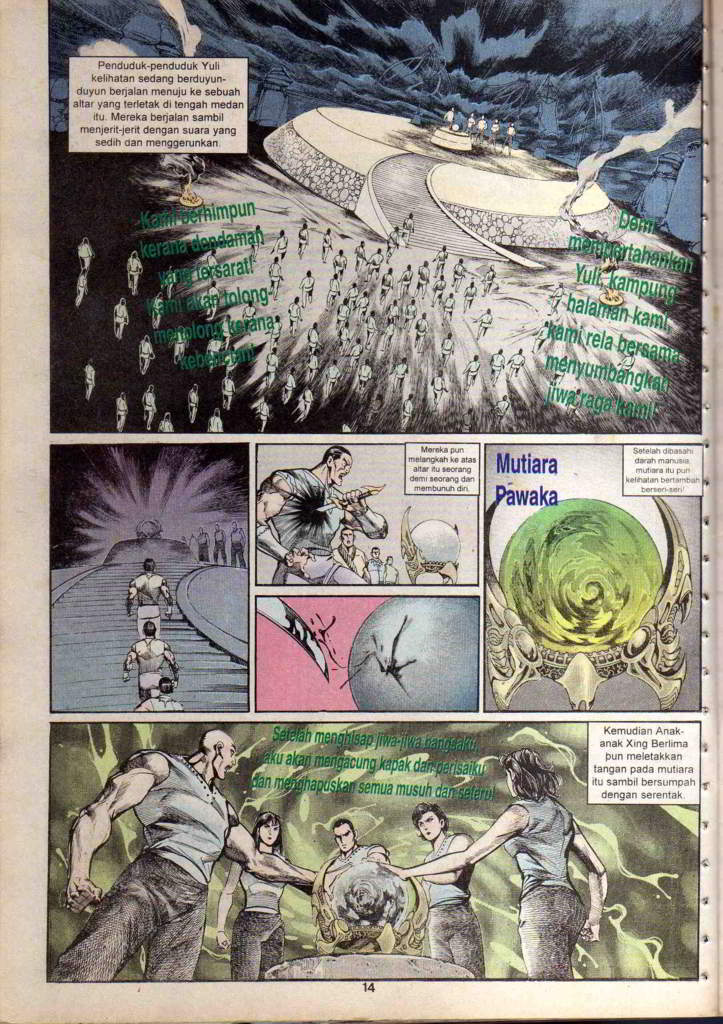 Penduduk-penduduk Yuli
kelihatan sedang berduyun-
duyun berjalan menuju ke sebuah
altar yang terletak di tengah medan
itu. Mereka berjalan sambil
menjerit-jerit dengan suara yang
sedih dan menggerunkan.
Kami berhimpun
kerana dendaman
yang tersarat!
Kami akan tolong
menolong kerana
kebencian!
Demi
mempertahankan
Yuli, kampung
halaman kami,
kami rela bersama
menyumbangkan
jiwa raga kami!
Mereka pun
melangkah ke atas
altar itu seorang
demi seorang dan
membunuh diri.
Mutiara
Pawaka
Setelah dibasahi
darah manusia,
mutiara itu pun
kelihatan bertambah
berseri-seri!
Setelah menghisap jiwa-jiwa bangsaku,
aku akan mengacung kapak dan perisaiku
dan menghapuskan semua musuh dan seteru!
Kemudian Anak-
anak Xing Berlima
pun meletakkan
tangan pada mutiara
itu sambil bersumpah
dengan serentak.
14